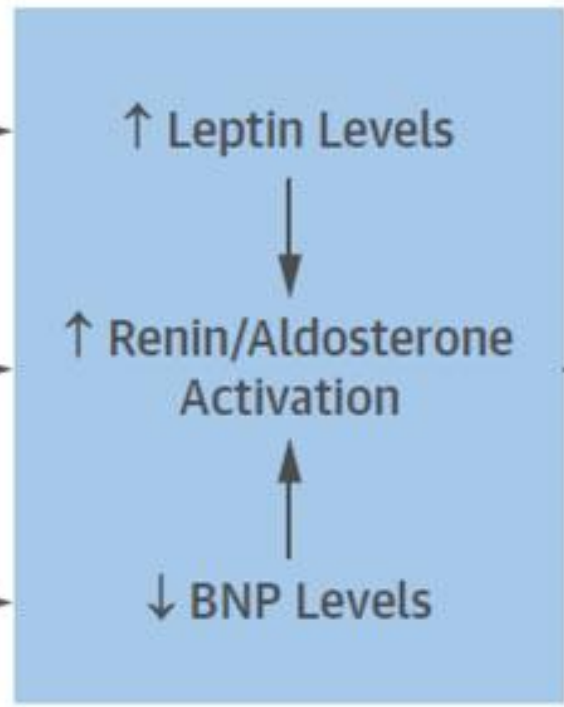 ↑ Leptin Levels
↑ Renin/Aldosterone
Activation
↓ BNP Levels